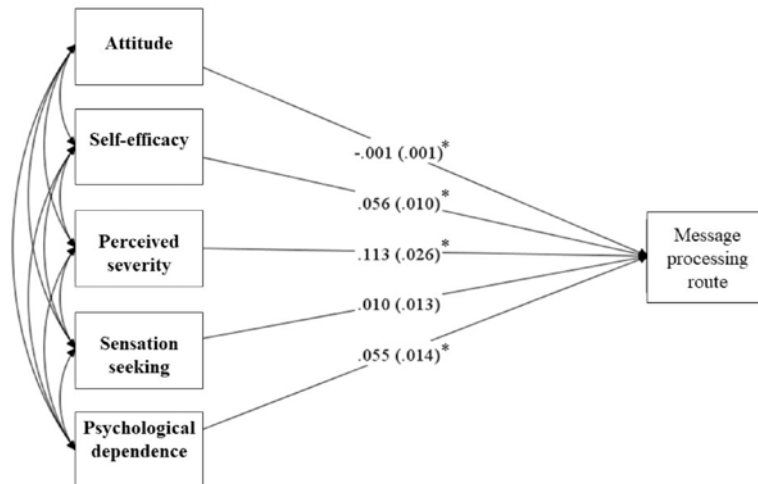 Attitude
Self-efficacy
Perceived
severity
Sensation
seeking
Psychological
dependence
-.001 (.001)*
.056 (.010)*
.113 (.026)*
.010 (.013)
.055 (.014)*
Message
processing
route